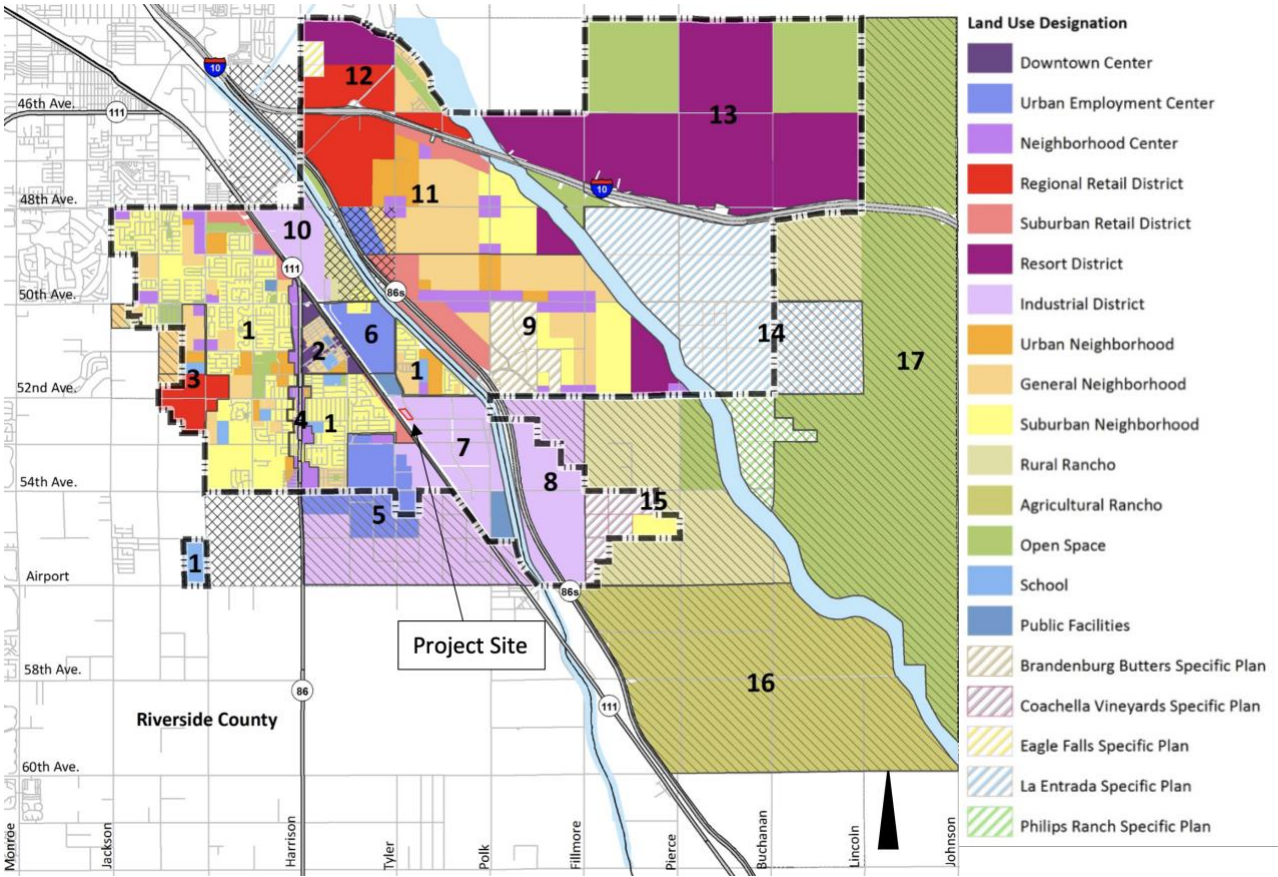 Land Use Designation
Downtown Center
Urban Employment Center
Neighborhood Center
Regional Retail District
Suburban Retail District
Resort District
Industrial District
Urban Neighborhood
General Neighborhood
Suburban Neighborhood
Rural Rancho
Agricultural Rancho
Open Space
School
Public Facilities
Brandenburg Butters Specific Plan
Coachella Vineyards Specific Plan
Eagle Falls Specific Plan
La Entrada Specific Plan
Philips Ranch Specific Plan
10
12
46th Ave.
111
13
10
11
48th Ave.
10
111
86s
50th Ave.
1
2
6
9
14
17
1
3
52nd Ave.
4
1
7
8
54th Ave.
15
5
1
Airport
86s
Project Site
58th Ave.
16
86
111
Riverside County
60th Ave.
Monroe
Jackson
Harrison
Tyler
Polk
Fillmore
Pierce
Buchanan
Lincoln
Johnson